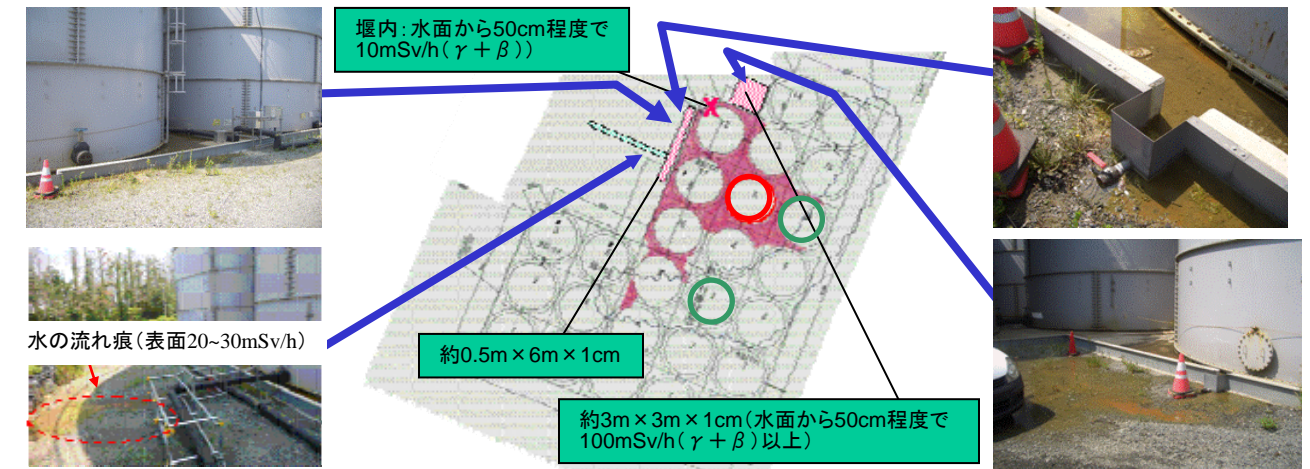 堰内：水面から50cm程度で
10mSv/h(γ＋β))
X
水の流れ痕（表面20~30mSv/h）
約0.5m×6m×1cm
約3m×3m×1cm（水面から50cm程度で
100mSv/h(γ＋β)以上）